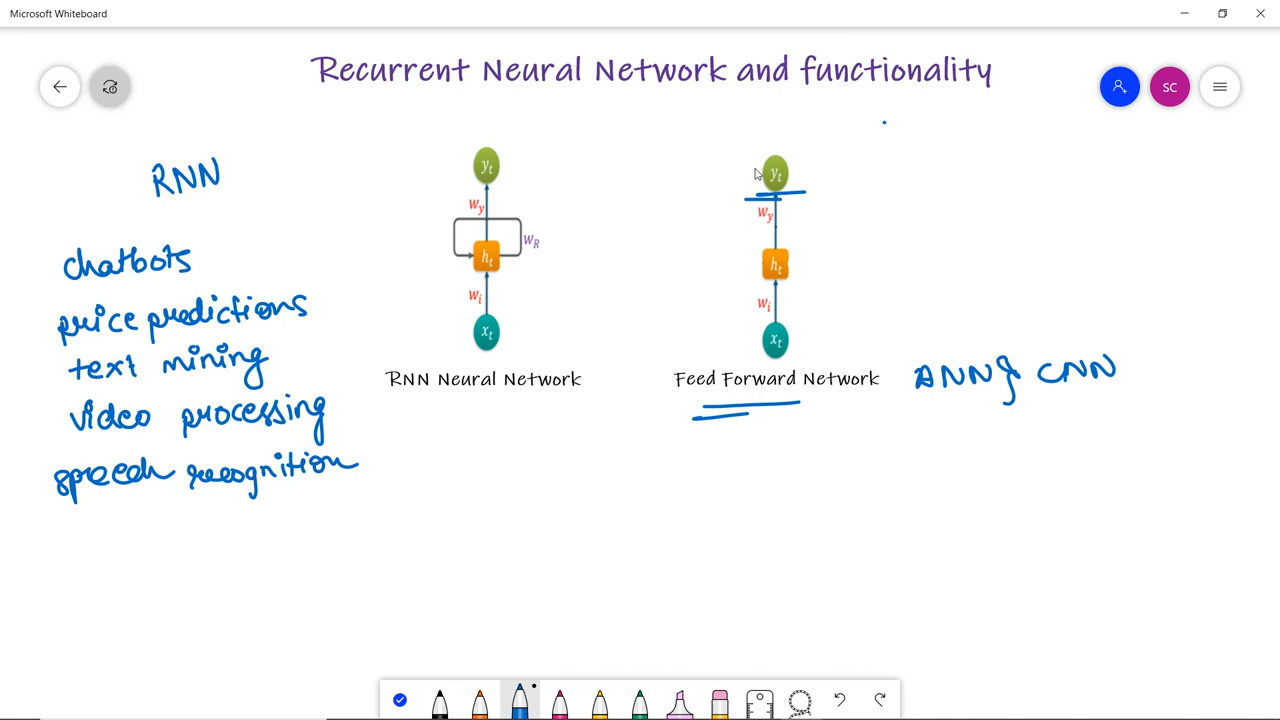 Microsoft Whiteboard
Recurrent Neural Network and functionality
SC
RNN
chatbots
price predictions
text mining
video processing
speech recognition
yt
wy
wR
ht
wi
xt
RNN Neural Network
yt
wy
ht
wi
xt
Feed Forward Network
ANN & CNN